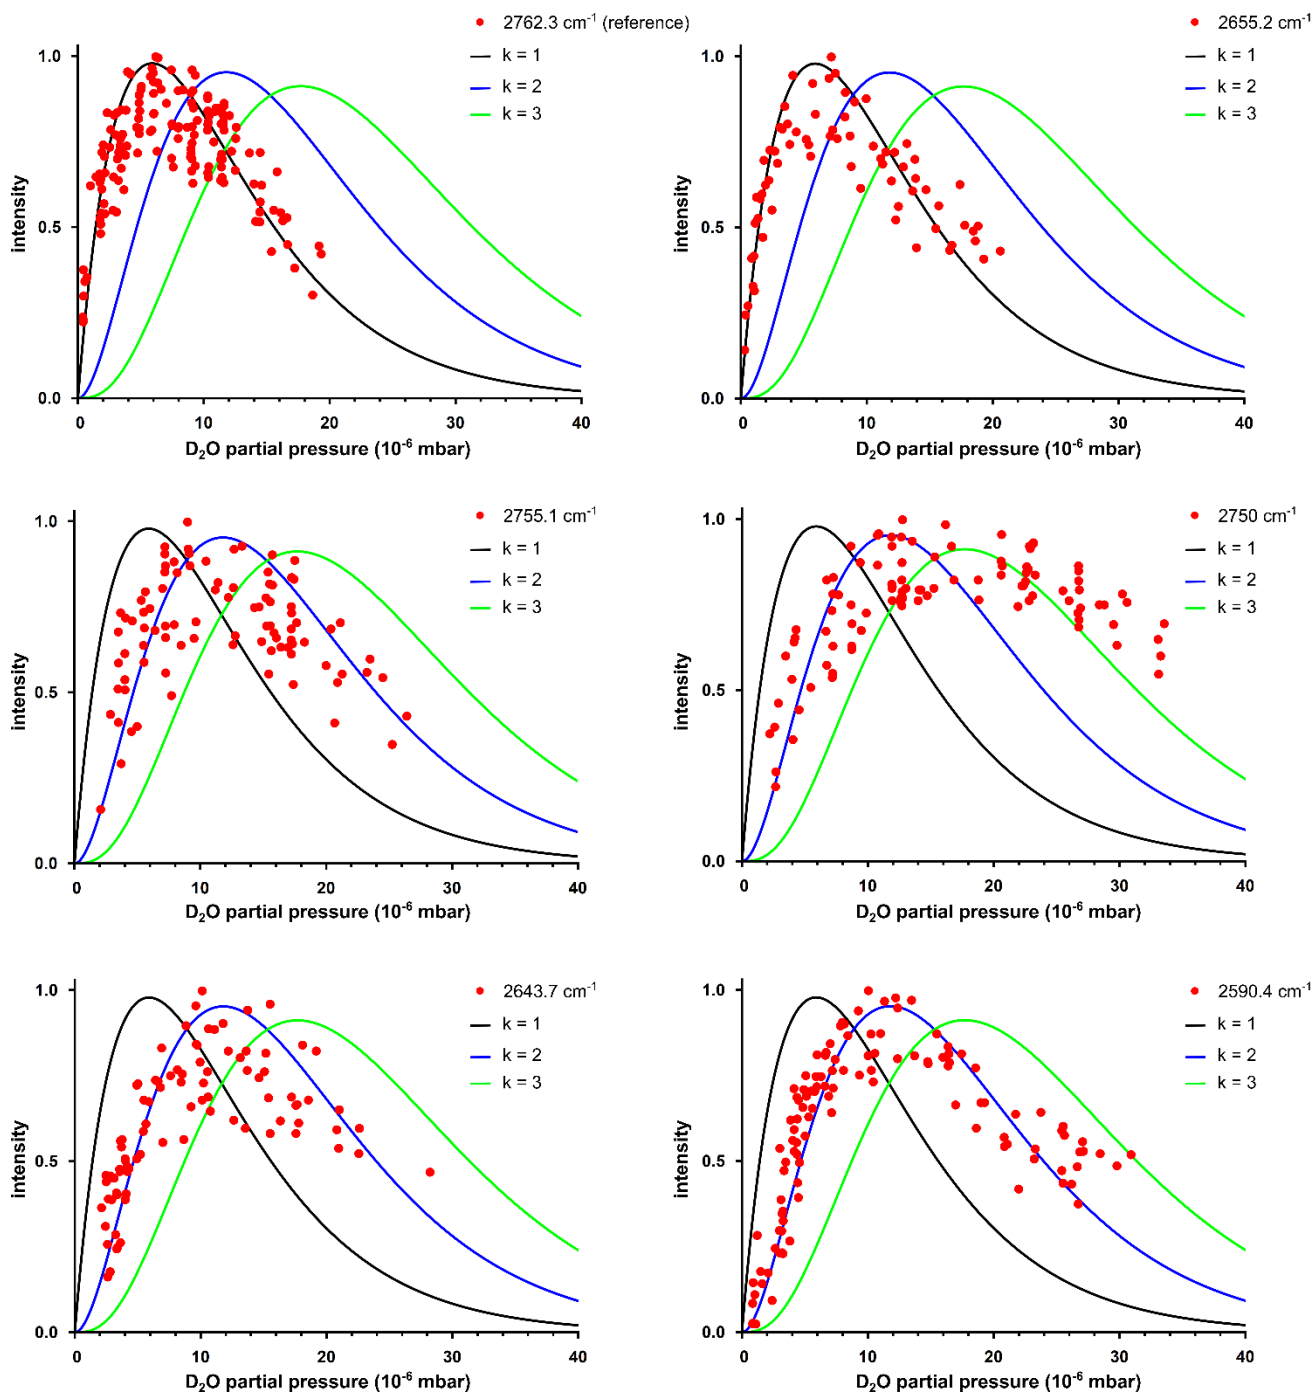 2762.3 cm⁻¹ (reference)
k = 1
k = 2
k = 3
1.0
0.5
0.0
intensity
0 10 20 30 40
D₂O partial pressure (10⁻⁶ mbar)
2655.2 cm⁻¹
k = 1
k = 2
k = 3
1.0
0.5
0.0
intensity
0 10 20 30 40
D₂O partial pressure (10⁻⁶ mbar)
2755.1 cm⁻¹
k = 1
k = 2
k = 3
1.0
0.5
0.0
intensity
0 10 20 30 40
D₂O partial pressure (10⁻⁶ mbar)
2750 cm⁻¹
k = 1
k = 2
k = 3
1.0
0.5
0.0
intensity
0 10 20 30 40
D₂O partial pressure (10⁻⁶ mbar)
2643.7 cm⁻¹
k = 1
k = 2
k = 3
1.0
0.5
0.0
intensity
0 10 20 30 40
D₂O partial pressure (10⁻⁶ mbar)
2590.4 cm⁻¹
k = 1
k = 2
k = 3
1.0
0.5
0.0
intensity
0 10 20 30 40
D₂O partial pressure (10⁻⁶ mbar)